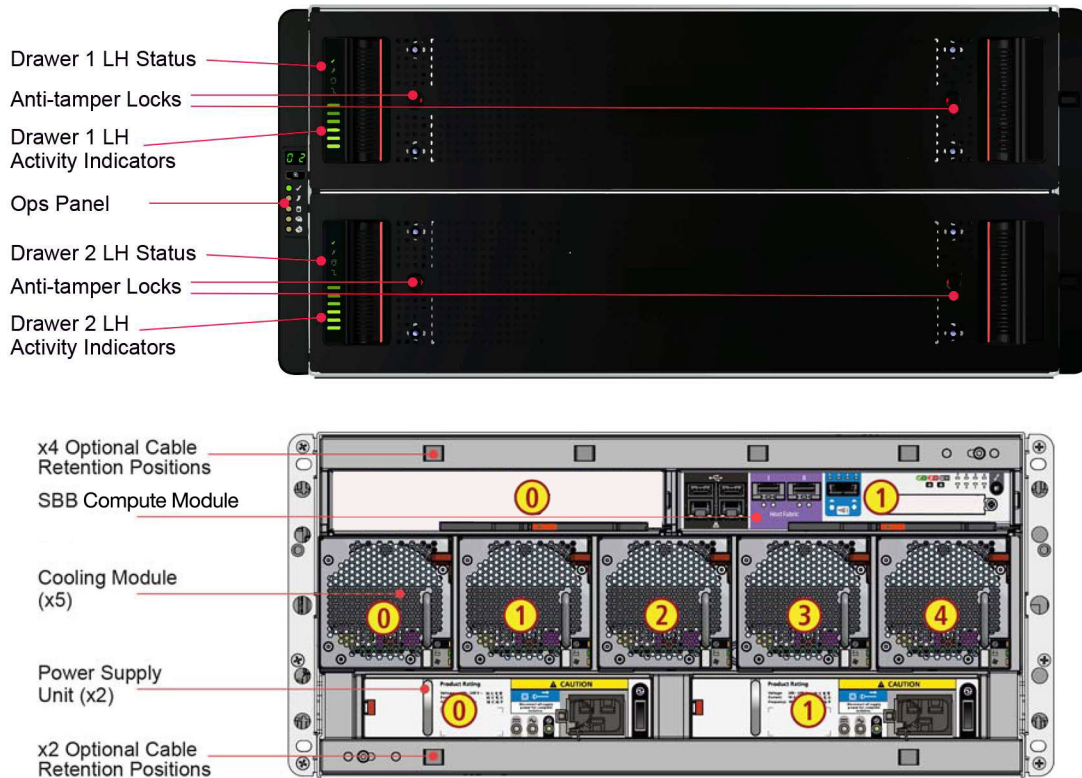 Drawer 1 LH Status
Anti-tamper Locks
Drawer 1 LH
Activity Indicators
02
Ops Panel
Drawer 2 LH Status
Anti-tamper Locks
Drawer 2 LH
Activity Indicators
x4 Optional Cable
Retention Positions
SBB Compute Module
0
I II
Host Fabric
1
Cooling Module
(x5)
0 1 2 3 4
Power Supply
Unit (x2)
Product Rating
CAUTION
0
Product Rating
CAUTION
1
x2 Optional Cable
Retention Positions